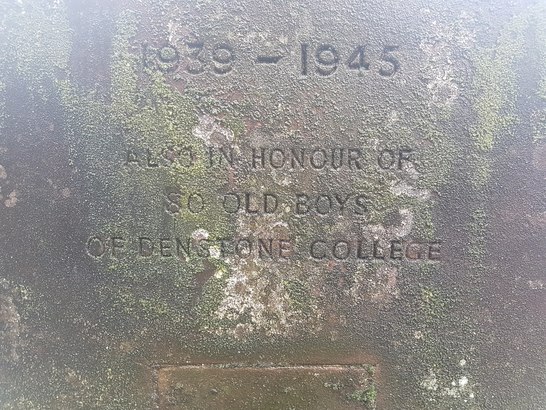 1939 – 1945
ALSO IN HONOUR OF
80 OLD BOYS
OF DENSTONE COLLEGE